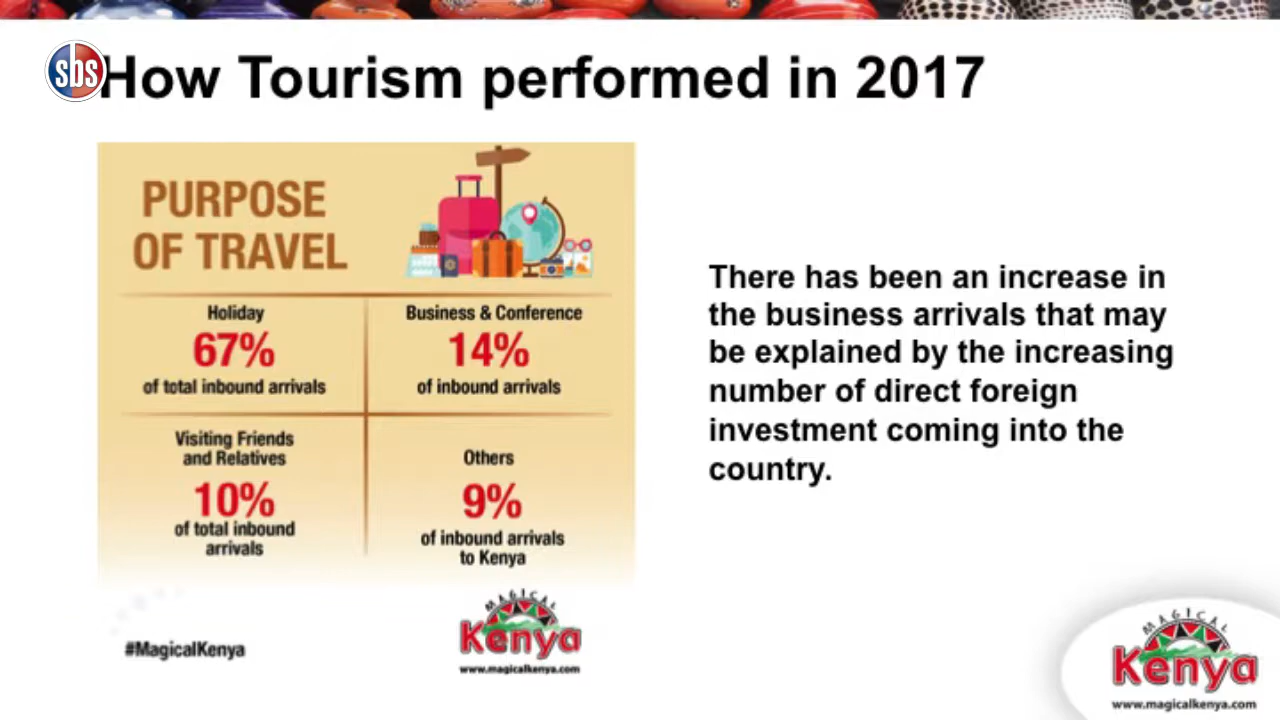 sbs
How Tourism performed in 2017
PURPOSE
OF TRAVEL
Holiday
67%
of total inbound arrivals
Business & Conference
14%
of inbound arrivals
Visiting Friends
and Relatives
10%
of total inbound
arrivals
Others
9%
of inbound arrivals
to Kenya
There has been an increase in
the business arrivals that may
be explained by the increasing
number of direct foreign
investment coming into the
country.
#MagicalKenya
MAGICAL
Kenya
www.magicalkenya.com
MAGICAL
Kenya
www.magicalkenya.com